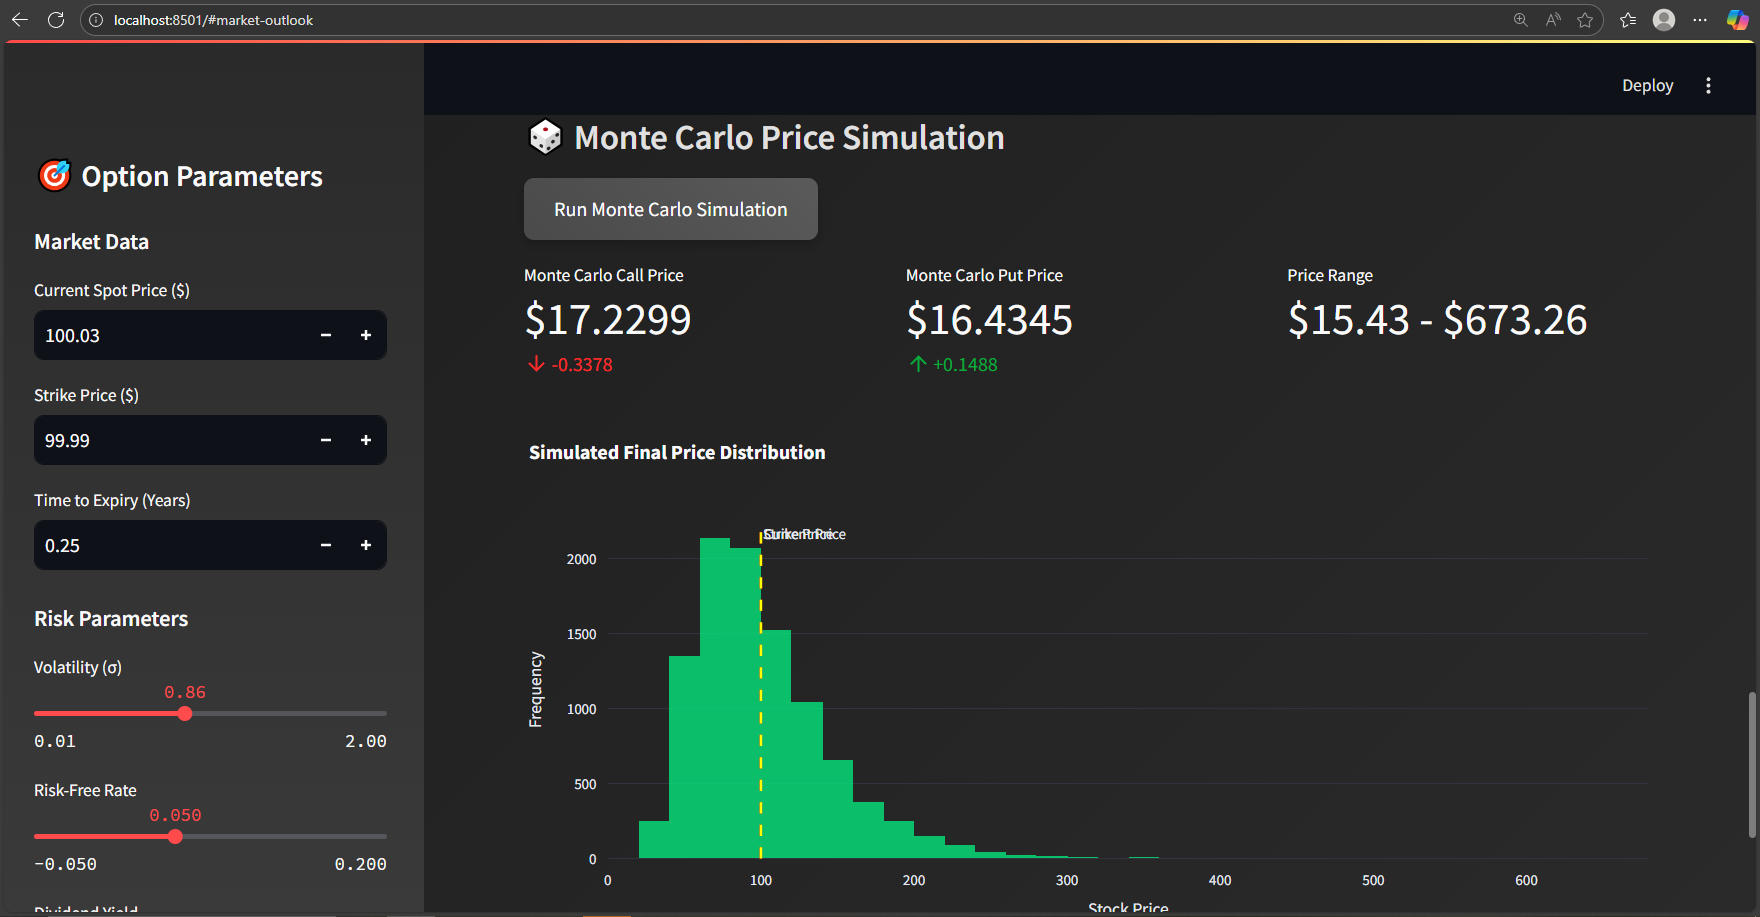 localhost:8501/#market-outlook
Deploy
Option Parameters
Market Data
Current Spot Price ($)
100.03
Strike Price ($)
99.99
Time to Expiry (Years)
0.25
Risk Parameters
Volatility (σ)
0.86
0.01 2.00
Risk-Free Rate
0.050
-0.050 0.200
Dividend Yield
Monte Carlo Price Simulation
Run Monte Carlo Simulation
Monte Carlo Call Price
$17.2299
-0.3378
Monte Carlo Put Price
$16.4345
+0.1488
Price Range
$15.43 - $673.26
Simulated Final Price Distribution
Strike Price
Current Price
Frequency
2000
1500
1000
500
0
0 100 200 300 400 500 600
Stock Price